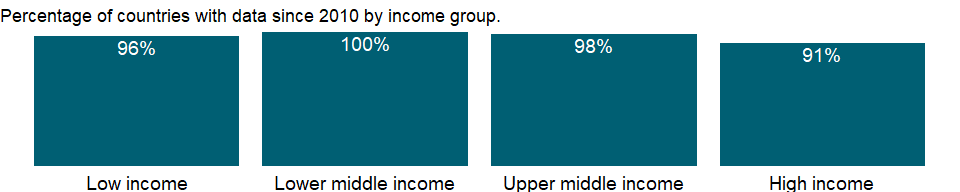 Percentage of countries with data since 2010 by income group.
96% 100% 98% 91%
Low income Lower middle income Upper middle income High income